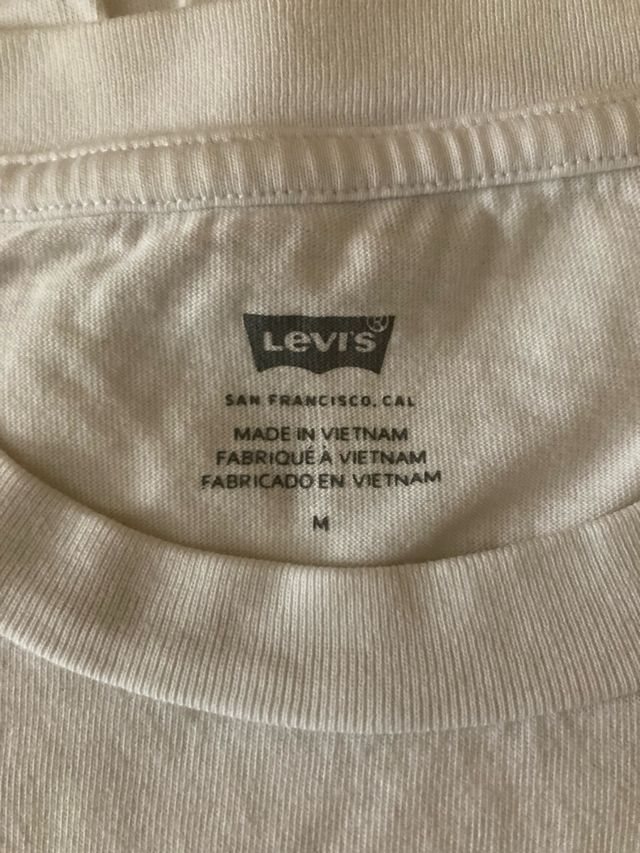 Levi's®
SAN FRANCISCO, CAL
MADE IN VIETNAM
FABRIQUÉ À VIETNAM
FABRICADO EN VIETNAM
M